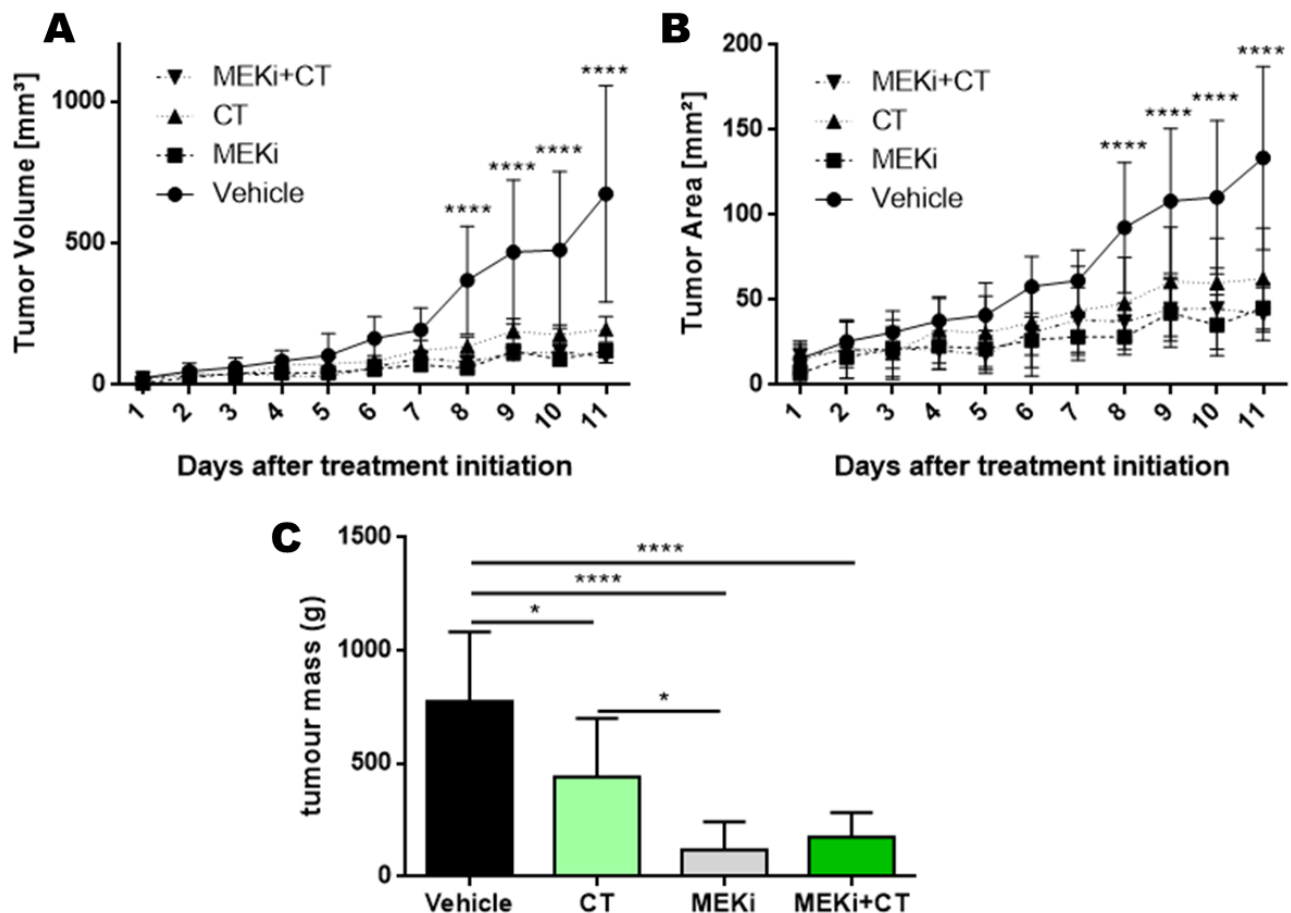 A
Tumor Volume [mm³]
1000
500
0
MEKi+CT
CT
MEKi
Vehicle
****
****
****
****
1 2 3 4 5 6 7 8 9 10 11
Days after treatment initiation
B
Tumor Area [mm²]
200
150
100
50
0
MEKi+CT
CT
MEKi
Vehicle
****
****
****
****
1 2 3 4 5 6 7 8 9 10 11
Days after treatment initiation
C
tumour mass (g)
1500
1000
500
0
****
****
*
*
Vehicle CT MEKi MEKi+CT